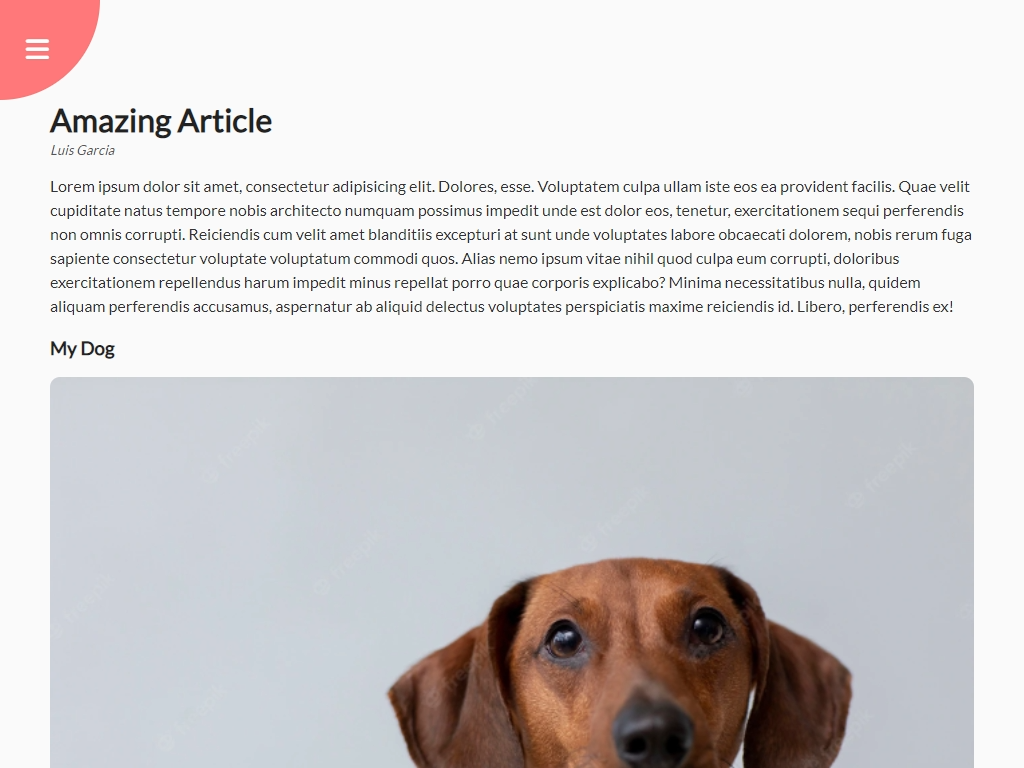 Amazing Article
Luis Garcia
Lorem ipsum dolor sit amet, consectetur adipisicing elit. Dolores, esse. Voluptatem culpa ullam iste eos ea provident facilis. Quae velit
cupiditate natus tempore nobis architecto numquam possimus impedit unde est dolor eos, tenetur, exercitationem sequi perferendis
non omnis corrupti. Reiciendis cum velit amet blanditiis excepturi at sunt unde voluptates labore obcaecati dolorem, nobis rerum fuga
sapiente consectetur voluptate voluptatum commodi quos. Alias nemo ipsum vitae nihil quod culpa eum corrupti, doloribus
exercitationem repellendus harum impedit minus repellat porro quae corporis explicabo? Minima necessitatibus nulla, quidem
aliquam perferendis accusamus, aspernatur ab aliquid delectus voluptates perspiciatis maxime reiciendis id. Libero, perferendis ex!
My Dog